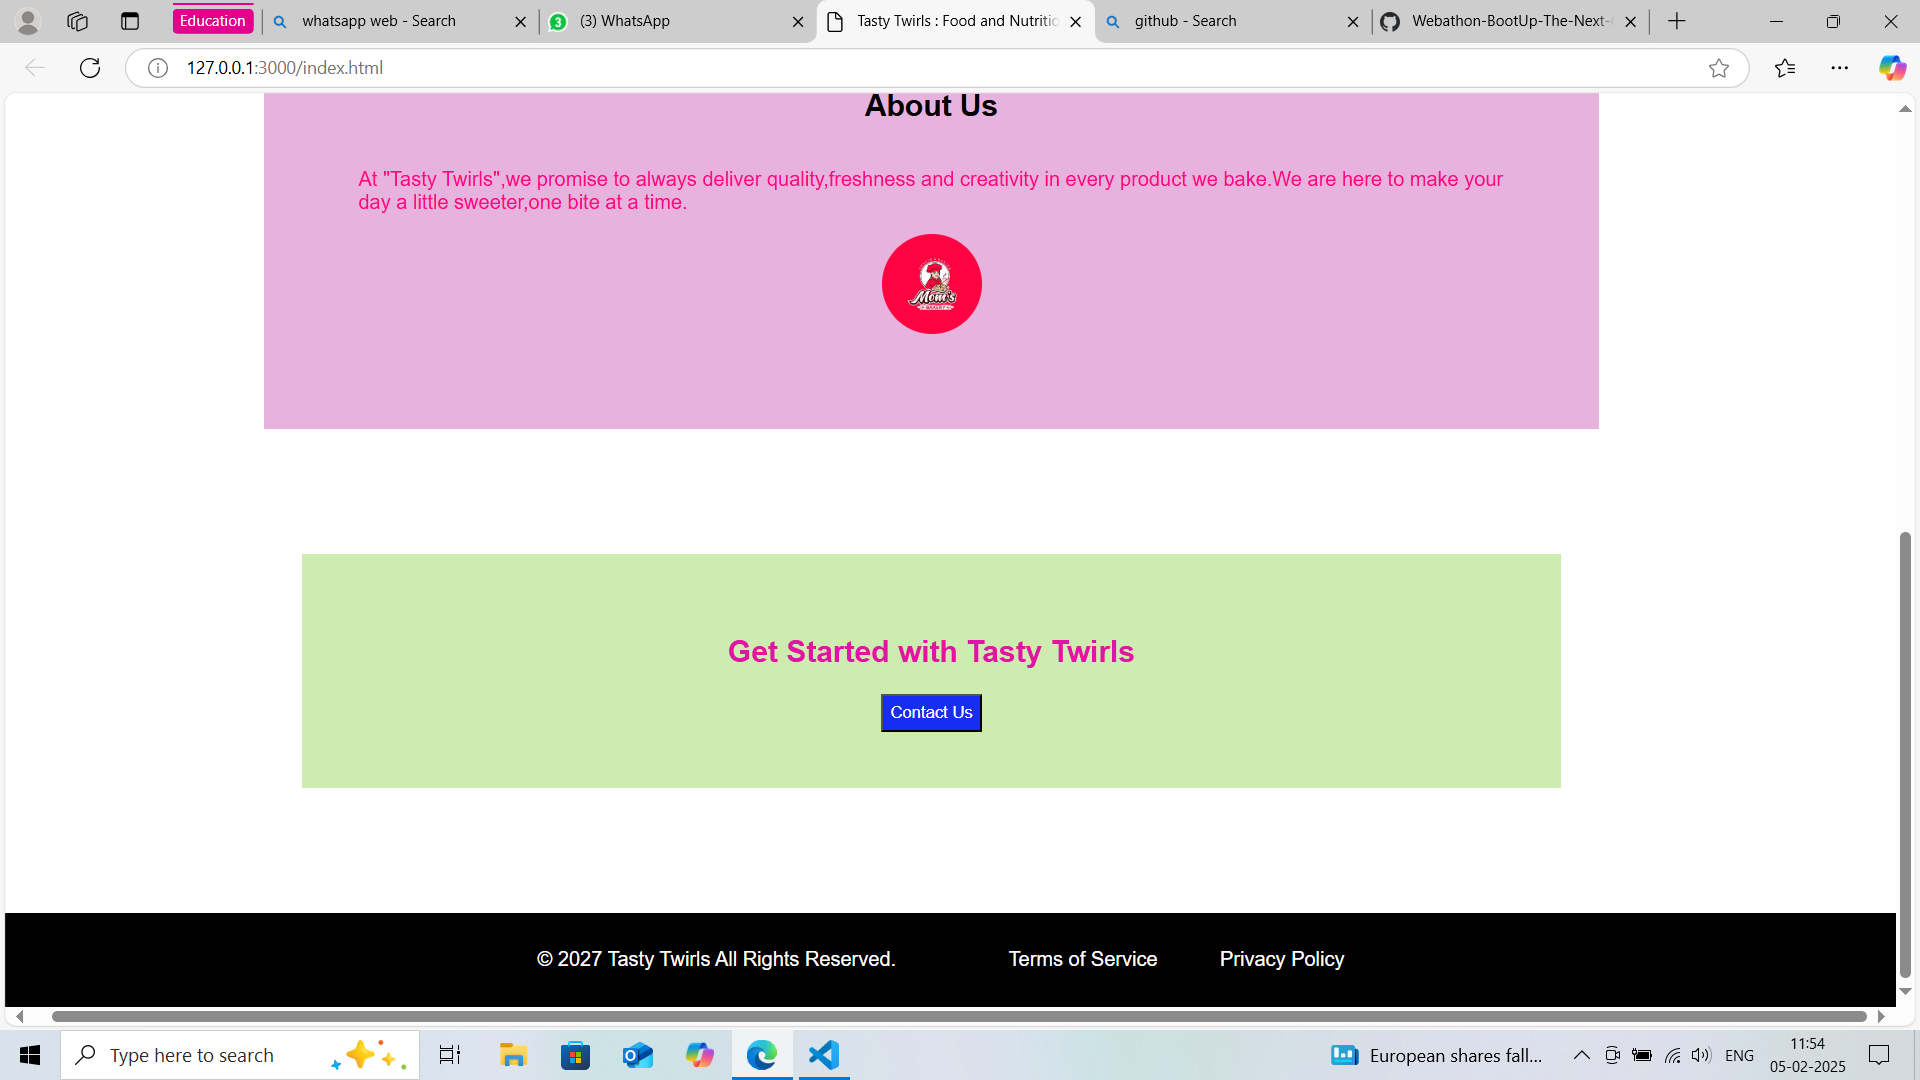 Education
whatsapp web - Search
(3) WhatsApp
3
Tasty Twirls : Food and Nutritio
github - Search
Webathon-BootUp-The-Next-
127.0.0.1:3000/index.html
About Us
At "Tasty Twirls",we promise to always deliver quality,freshness and creativity in every product we bake.We are here to make your
day a little sweeter,one bite at a time.
Mom's
Get Started with Tasty Twirls
Contact Us
© 2027 Tasty Twirls All Rights Reserved.
Terms of Service
Privacy Policy
Type here to search
European shares fall...
ENG
11:54
05-02-2025